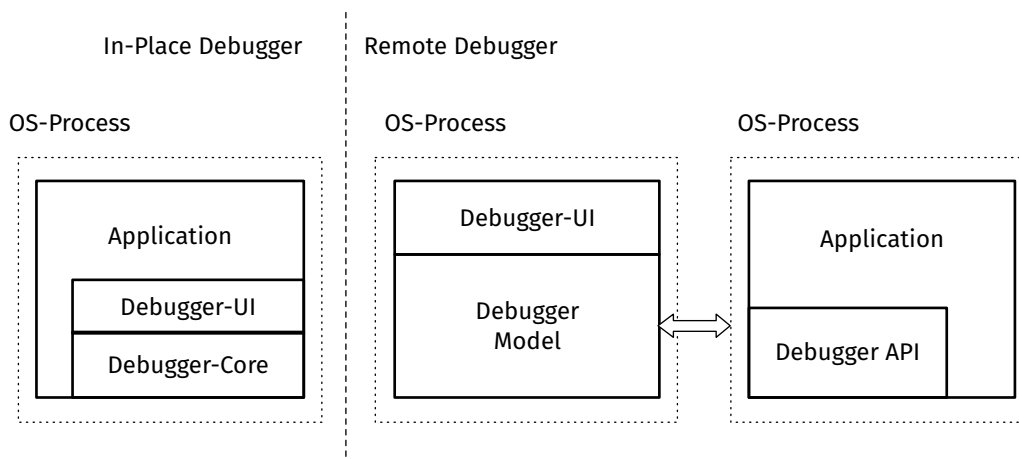 In-Place Debugger
Remote Debugger
OS-Process
OS-Process
OS-Process
Application
Debugger-UI
Debugger-Core
Debugger-UI
Debugger
Model
Application
Debugger API